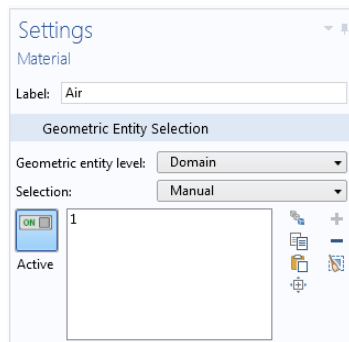 Settings
Material
Label: Air
Geometric Entity Selection
Geometric entity level: Domain
Selection: Manual
ON 1
Active